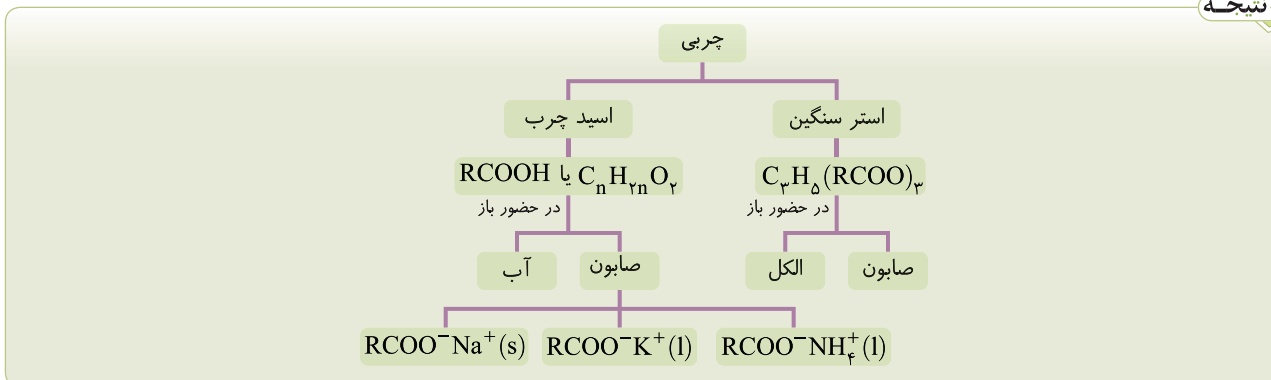 نتیجه
چربی
استر سنگین
اسید چرب
C۳H۵(RCOO)۳
CnH۲nO۲ یا RCOOH
در حضور باز
در حضور باز
صابون
الکل
صابون
آب
RCOO⁻Na⁺(s)
RCOO⁻K⁺(l)
RCOO⁻NH۴⁺(l)